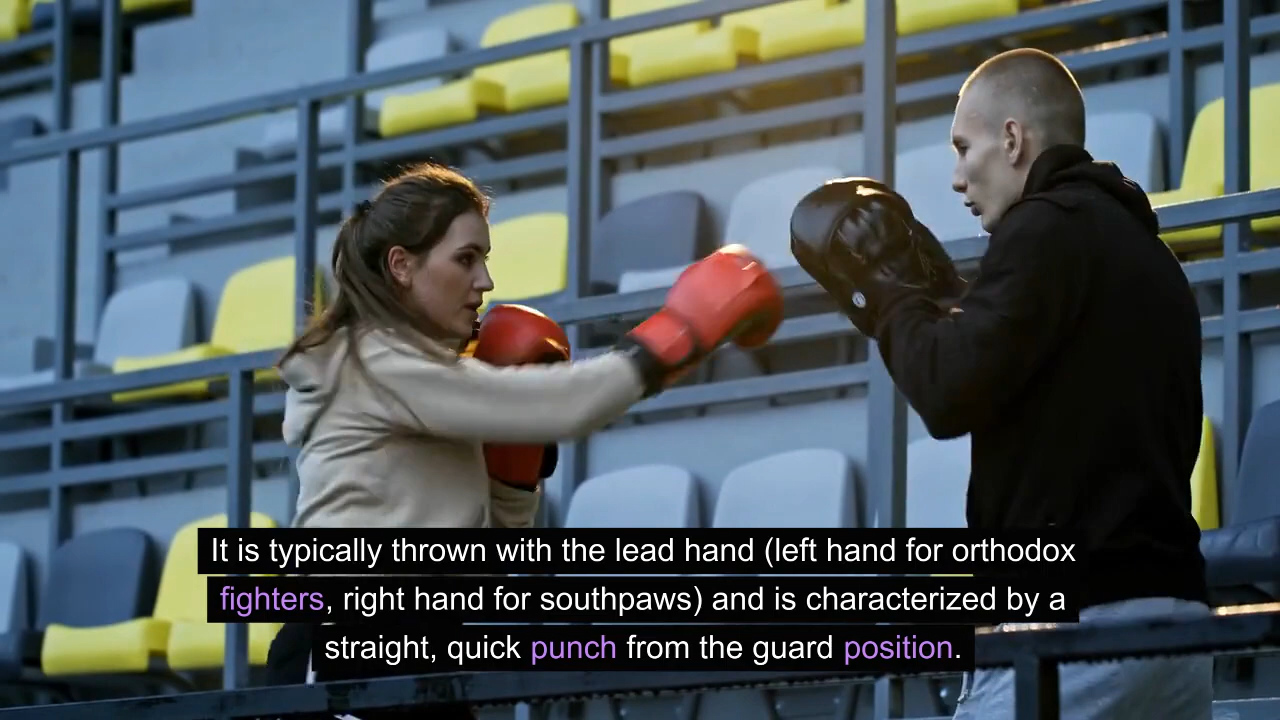 It is typically thrown with the lead hand (left hand for orthodox
fighters, right hand for southpaws) and is characterized by a
straight, quick punch from the guard position.